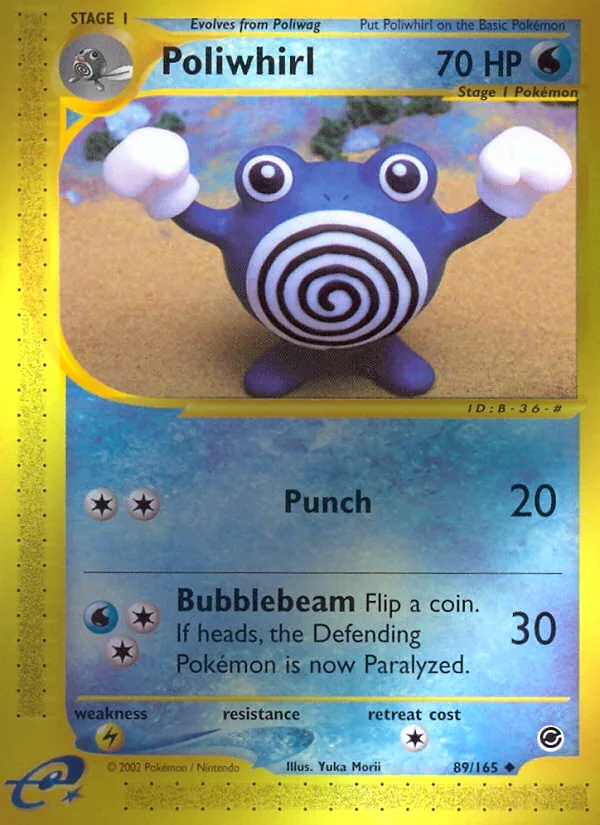 STAGE 1
Evolves from Poliwag
Put Poliwhirl on the Basic Pokémon
Poliwhirl
70 HP
Stage 1 Pokémon
ID:B-36-#
Punch
20
Bubblebeam Flip a coin.
If heads, the Defending
Pokémon is now Paralyzed.
30
weakness
resistance
retreat cost
© 2002 Pokémon / Nintendo
Illus. Yuka Morii
89/165
e